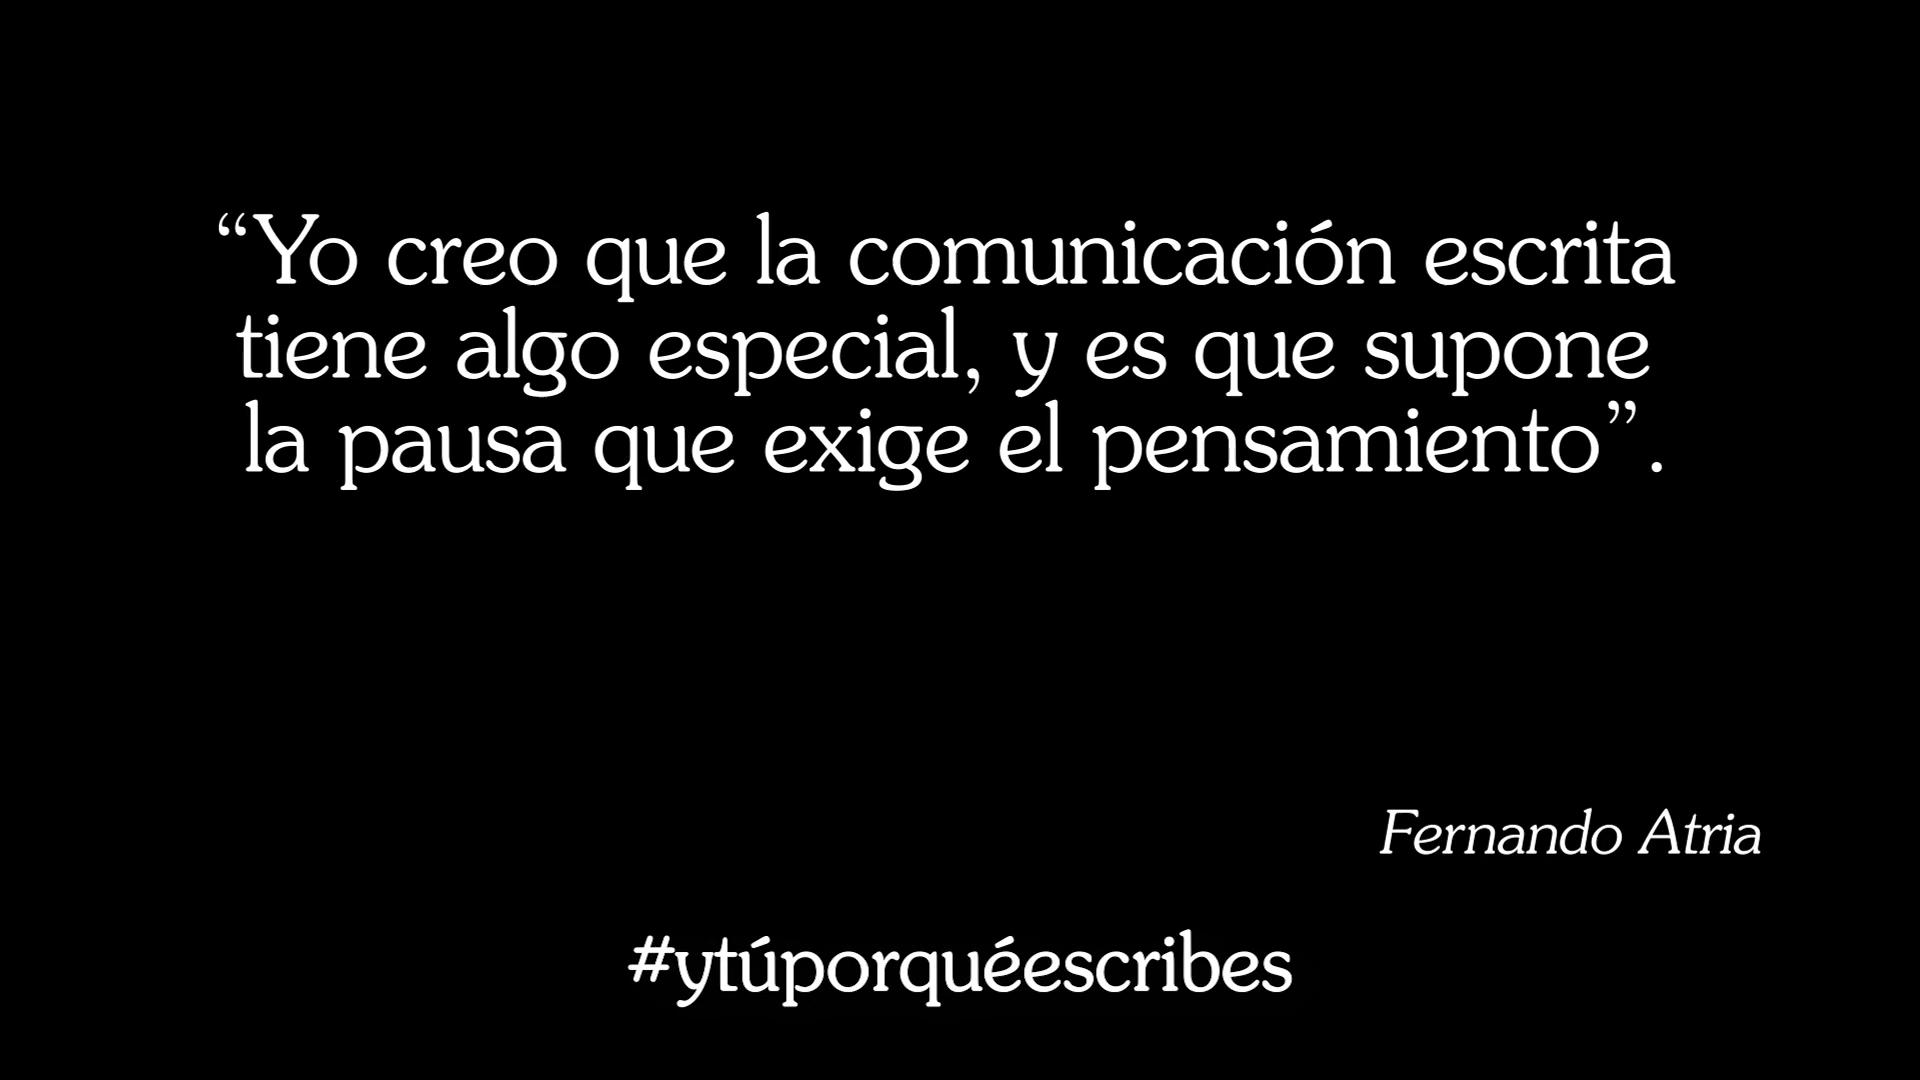 “Yo creo que la comunicación escrita
tiene algo especial, y es que supone
la pausa que exige el pensamiento”.
Fernando Atria
#ytúporquéescribes